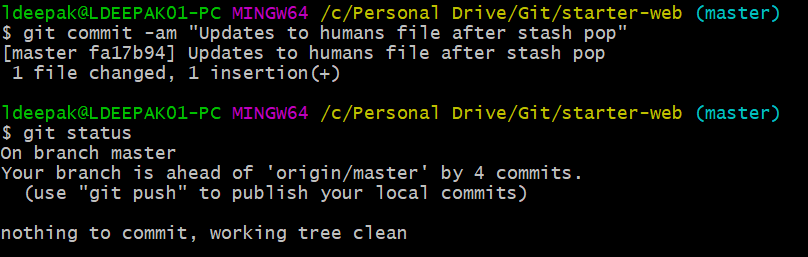 ldeepak@LDEEPAK01-PC MINGW64 /c/Personal Drive/Git/starter-web (master)
$ git commit -am "Updates to humans file after stash pop"
[master fa17b94] Updates to humans file after stash pop
 1 file changed, 1 insertion(+)
ldeepak@LDEEPAK01-PC MINGW64 /c/Personal Drive/Git/starter-web (master)
$ git status
On branch master
Your branch is ahead of 'origin/master' by 4 commits.
  (use "git push" to publish your local commits)
nothing to commit, working tree clean